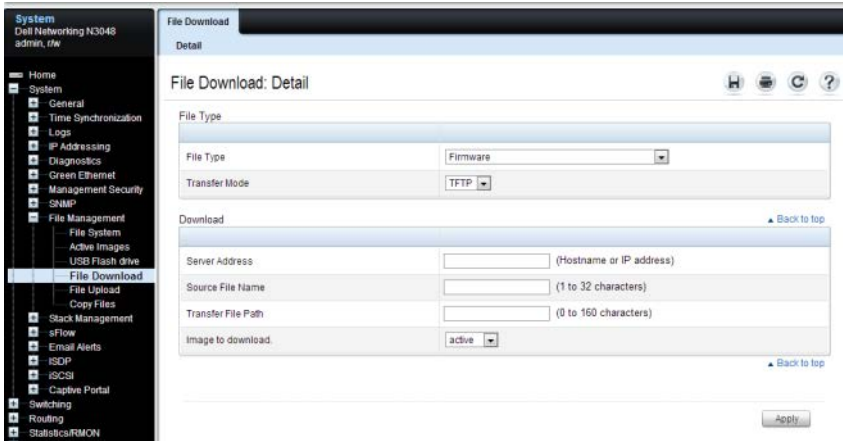 System
Dell Networking N3048
admin, r/w
Home
System
General
Time Synchronization
Logs
IP Addressing
Diagnostics
Green Ethernet
Management Security
SNMP
File Management
File System
Active Images
USB Flash drive
File Download
File Upload
Copy Files
Stack Management
sFlow
Email Alerts
ISDP
iSCSI
Captive Portal
Switching
Routing
Statistics/RMON
File Download
Detail
File Download: Detail
?
File Type
File Type Firmware
Transfer Mode TFTP
Download Back to top
Server Address (Hostname or IP address)
Source File Name (1 to 32 characters)
Transfer File Path (0 to 160 characters)
Image to download. active
Back to top
Apply